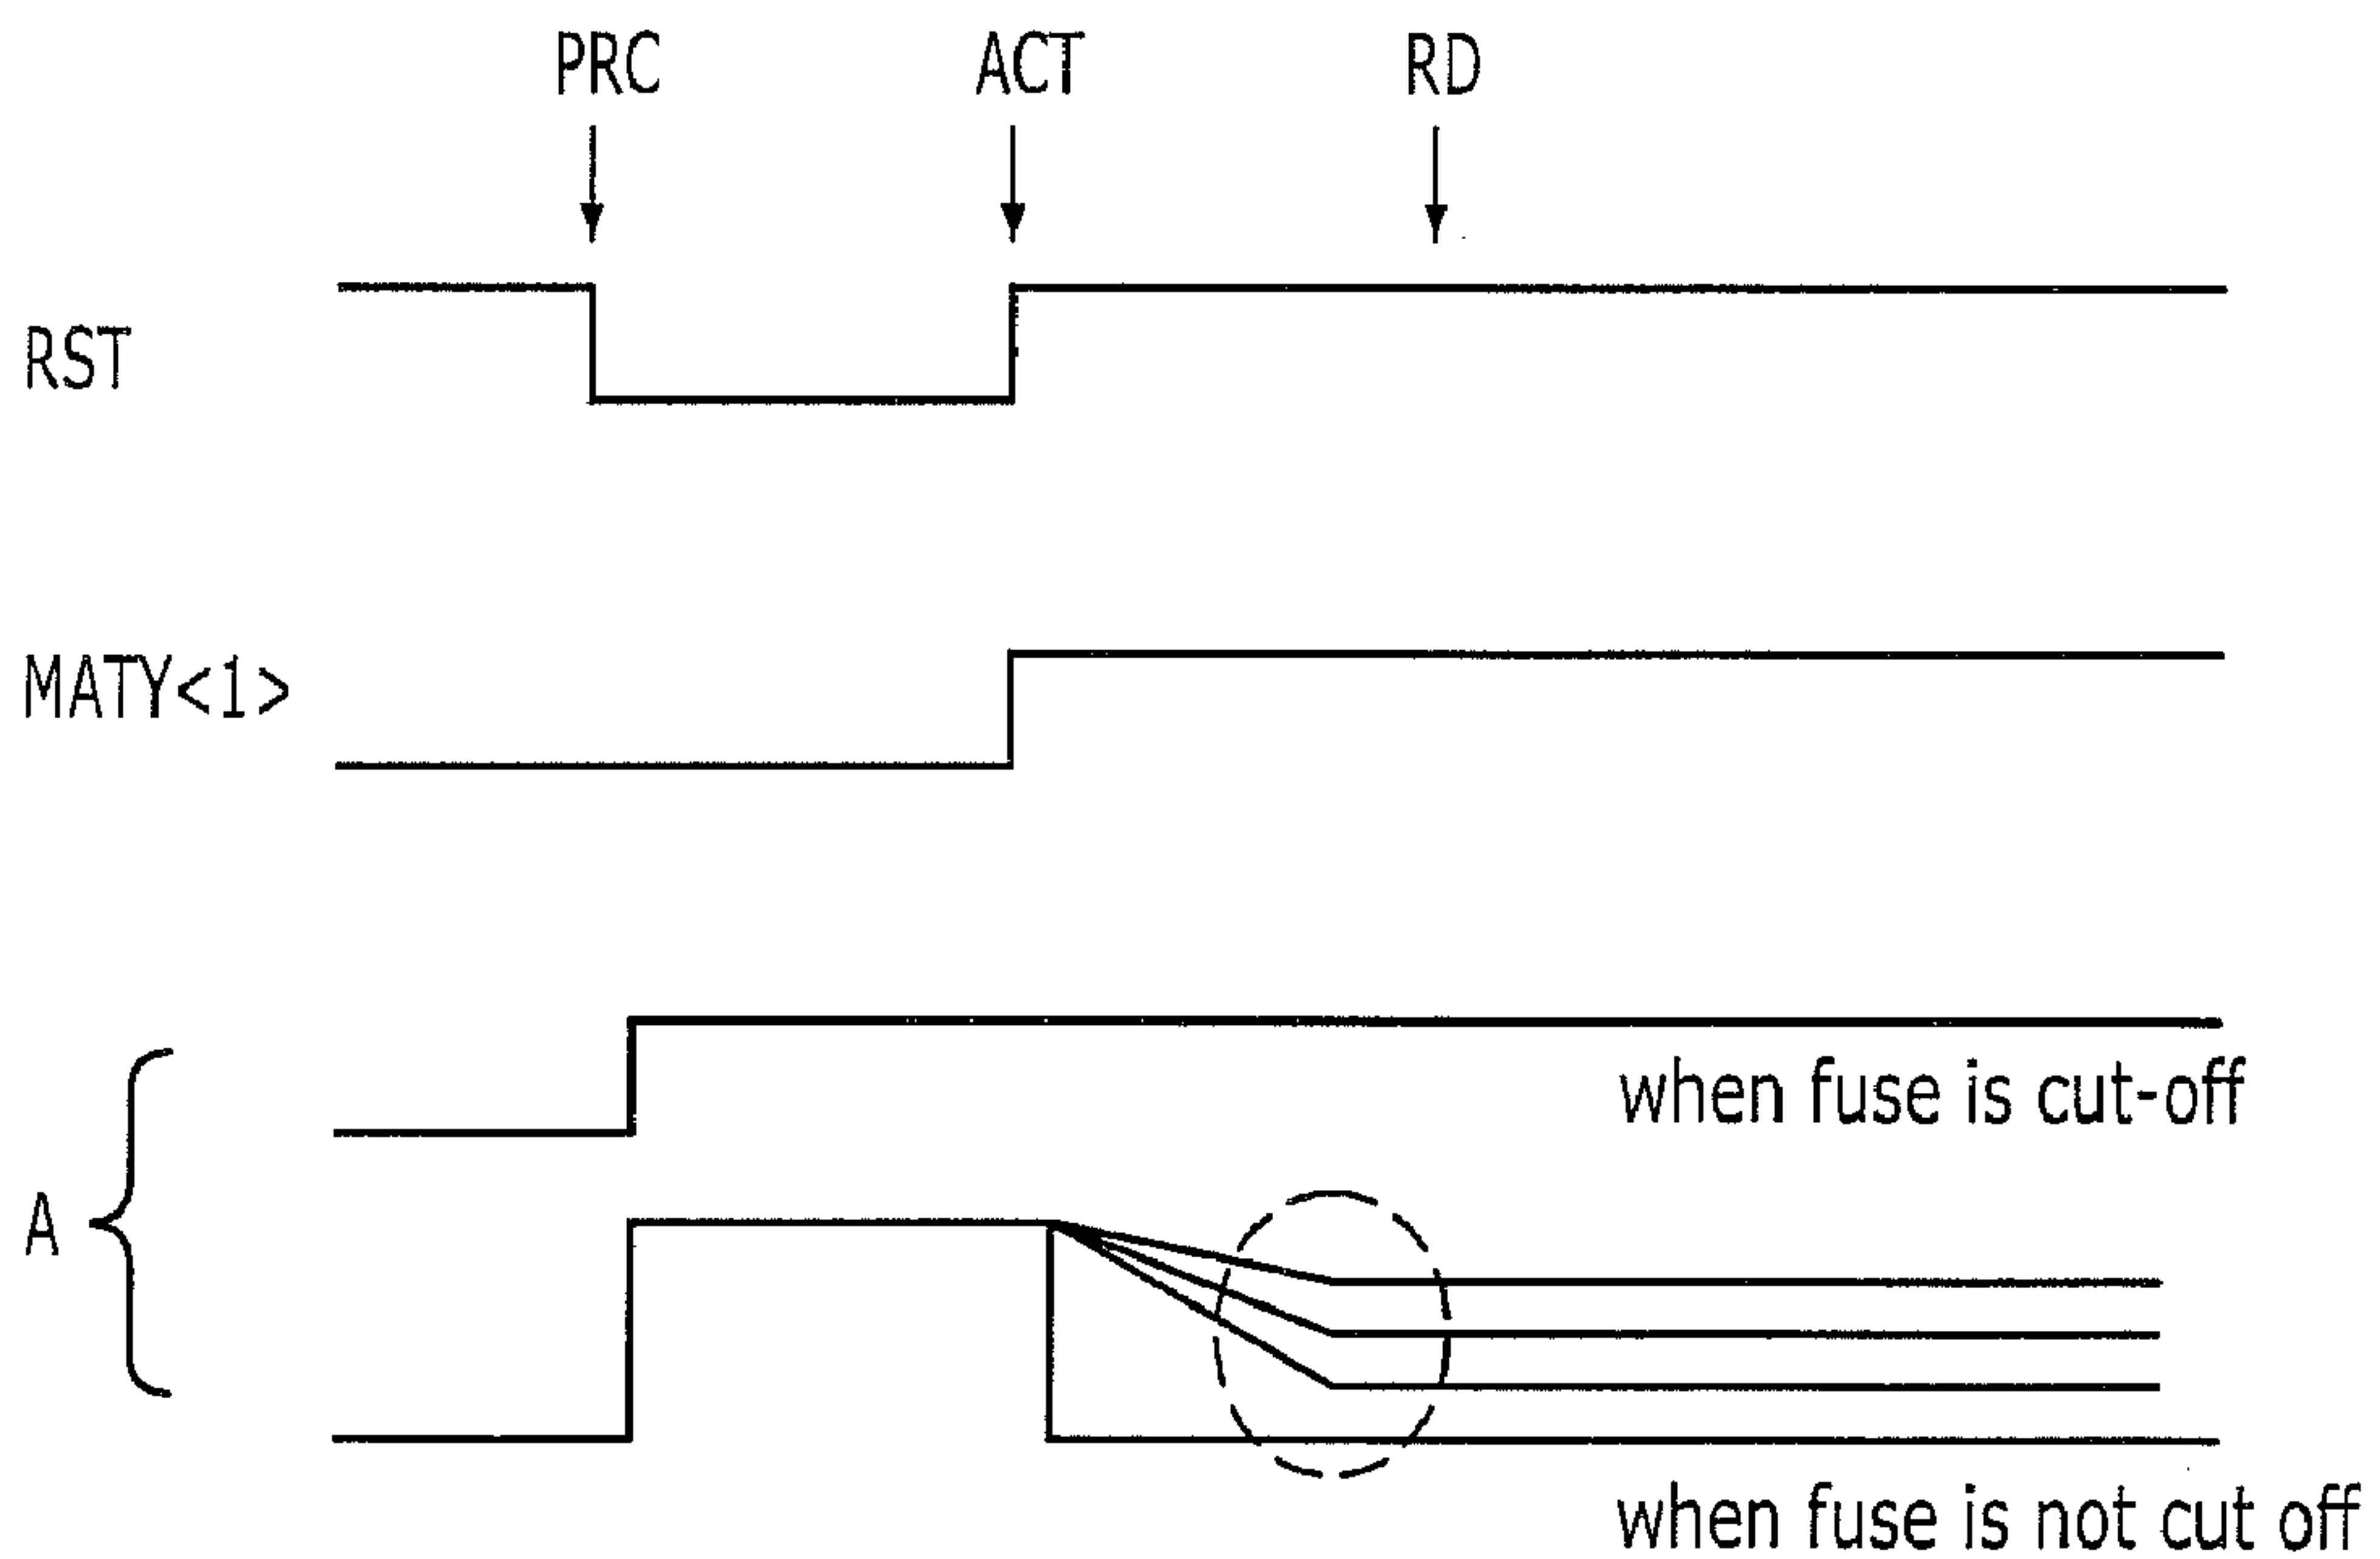 PRC ACT RD
RST
MATY<1>
when fuse is cut-off
A
when fuse is not cut off